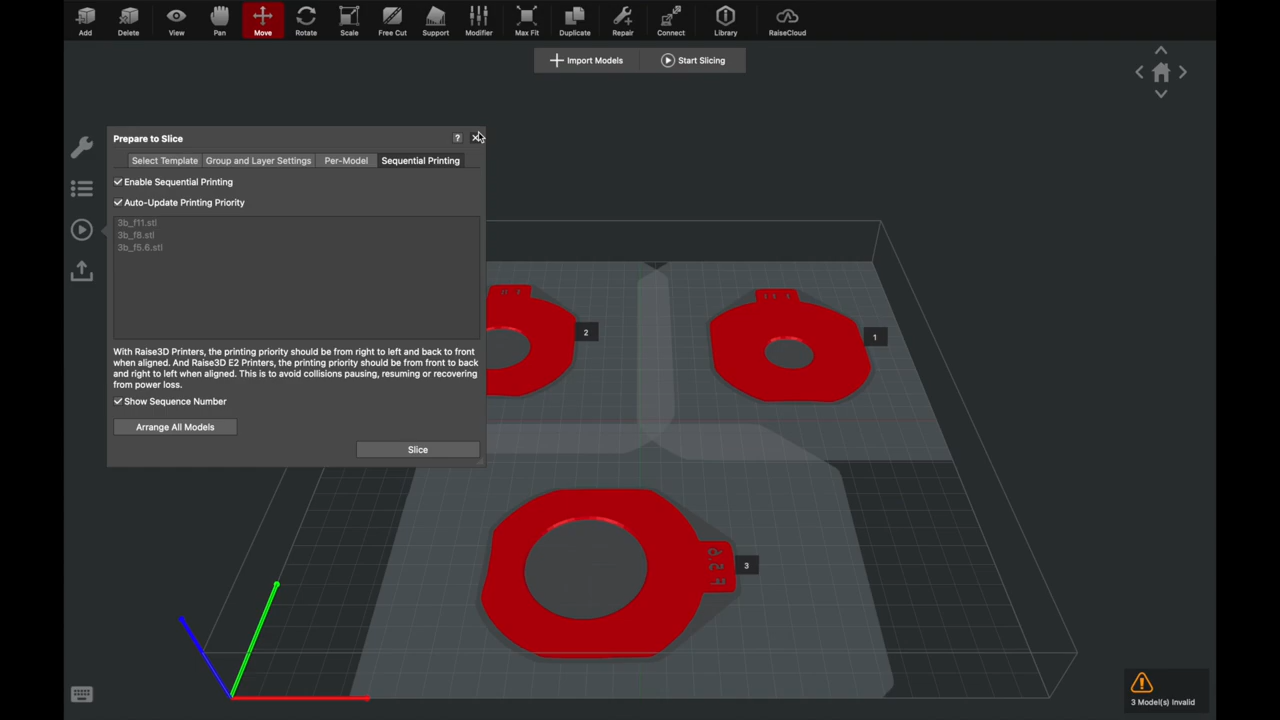 Add
Delete
View
Pan
Move
Rotate
Scale
Free Cut
Support
Modifier
Max Fit
Duplicate
Repair
Connect
Library
RaiseCloud
Import Models
Start Slicing
Prepare to Slice
?
Select Template
Group and Layer Settings
Per-Model
Sequential Printing
Enable Sequential Printing
Auto-Update Printing Priority
3b_f11.stl
3b_f8.stl
3b_f5.6.stl
With Raise3D Printers, the printing priority should be from right to left and back to front
when aligned. And Raise3D E2 Printers, the printing priority should be from front to back
and right to left when aligned. This is to avoid collisions pausing, resuming or recovering
from power loss.
Show Sequence Number
Arrange All Models
Slice
2
1
3
3 Model(s) Invalid